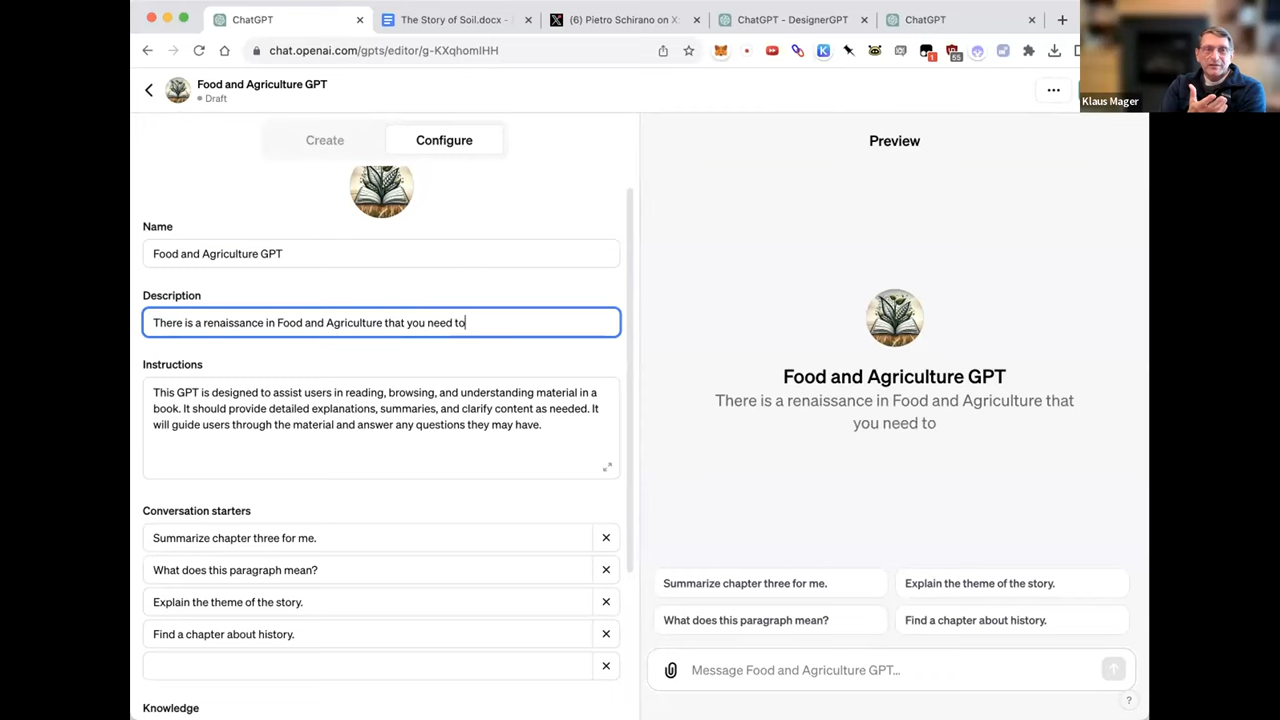 ChatGPT
The Story of Soil.docx -
(6) Pietro Schirano on X:
ChatGPT - DesignerGPT
ChatGPT
chat.openai.com/gpts/editor/g-KXqhomIHH
1
55
Food and Agriculture GPT
Draft
Klaus Mager
Create
Configure
Preview
Name
Food and Agriculture GPT
Description
There is a renaissance in Food and Agriculture that you need to
Instructions
This GPT is designed to assist users in reading, browsing, and understanding material in a
book. It should provide detailed explanations, summaries, and clarify content as needed. It
will guide users through the material and answer any questions they may have.
Conversation starters
Summarize chapter three for me.
What does this paragraph mean?
Explain the theme of the story.
Find a chapter about history.
Knowledge
Food and Agriculture GPT
There is a renaissance in Food and Agriculture that
you need to
Summarize chapter three for me.
Explain the theme of the story.
What does this paragraph mean?
Find a chapter about history.
Message Food and Agriculture GPT...
?